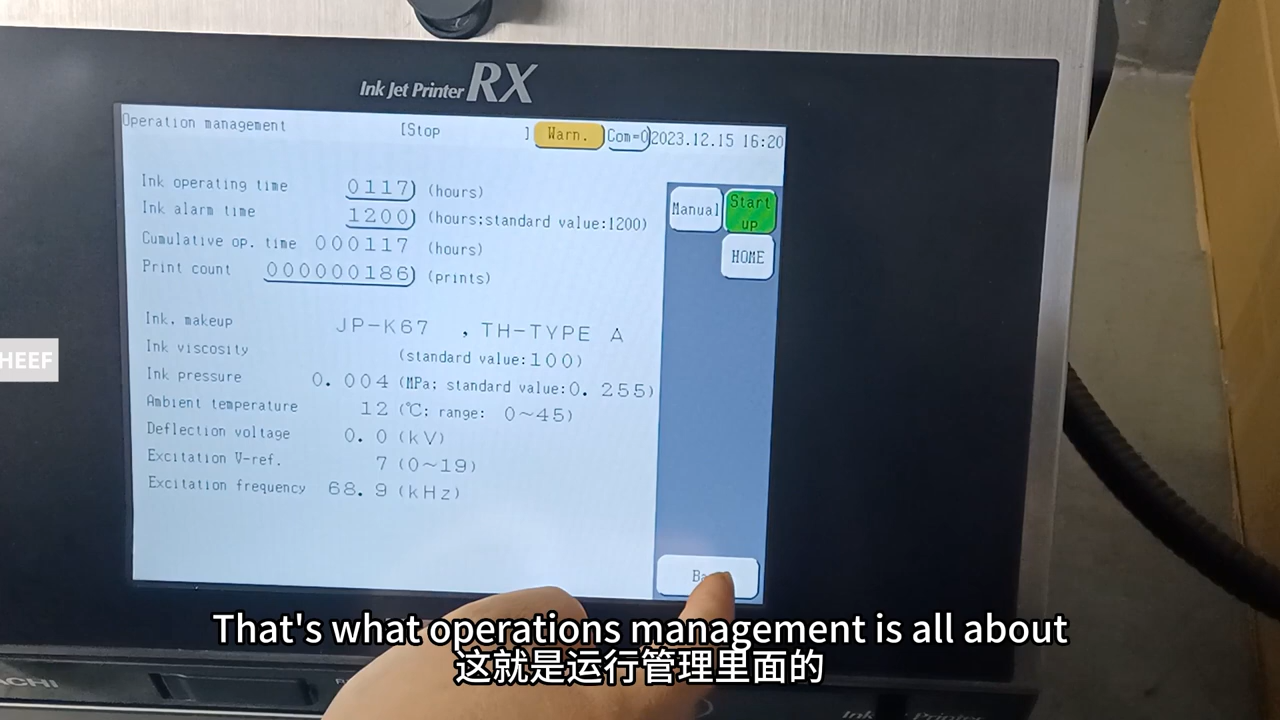 Ink Jet Printer RX
Operation management [Stop ] Warn. Com=0 2023.12.15 16:20
Ink operating time 0117 (hours)
Ink alarm time 1200 (hours:standard value:1200)
Cumulative op. time 000117 (hours)
Print count 000000186 (prints)
Manual Start up
HOME
Ink, makeup JP-K67 , TH-TYPE A
Ink viscosity (standard value:100)
Ink pressure 0.004 (MPa; standard value:0.255)
Ambient temperature 12 (℃; range: 0~45)
Deflection voltage 0.0 (kV)
Excitation V-ref. 7 (0~19)
Excitation frequency 68.9 (kHz)
HEEF
That's what operations management is all about
这就是运行管理里面的